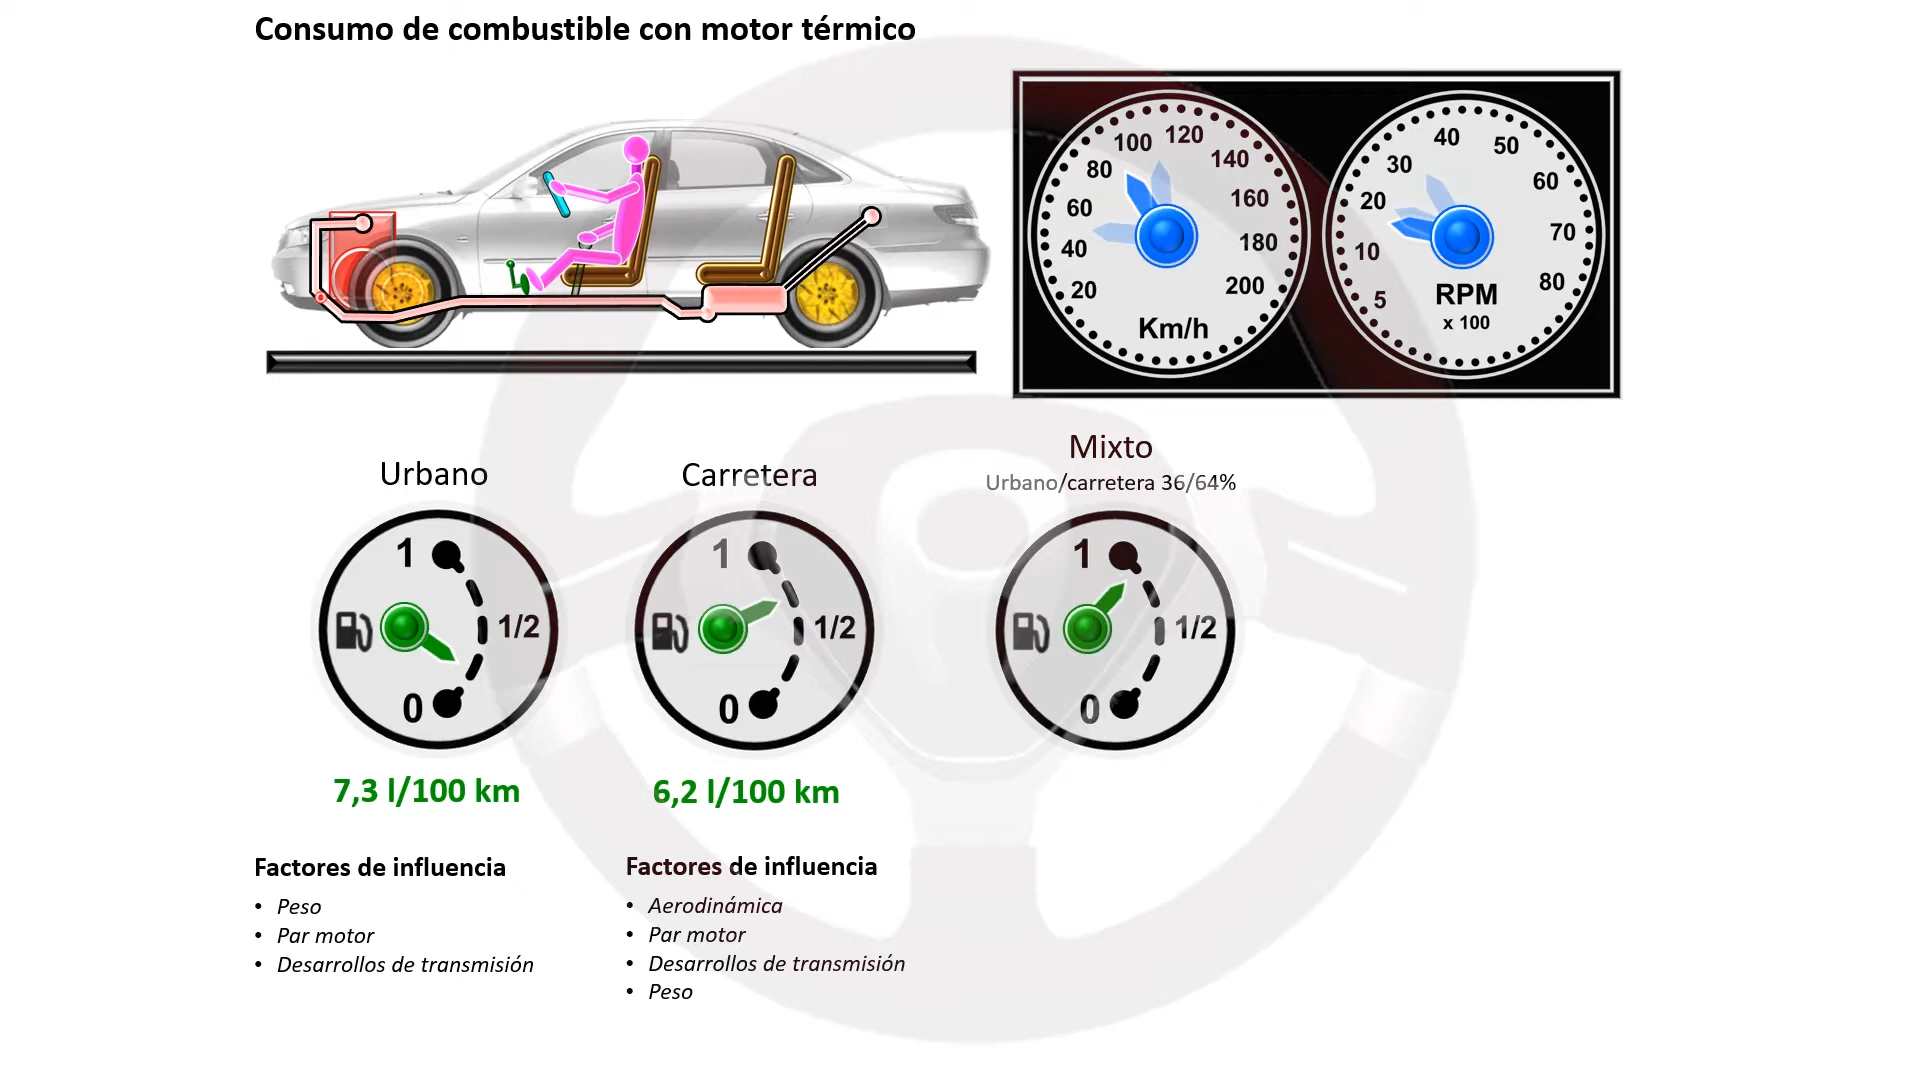 Consumo de combustible con motor térmico
20
40
60
80
100
120
140
160
180
200
Km/h
5
10
20
30
40
50
60
70
80
RPM
x 100
Urbano
1
1/2
0
7,3 l/100 km
Carretera
1
1/2
0
6,2 l/100 km
Mixto
Urbano/carretera 36/64%
1
1/2
0
Factores de influencia
• Peso
• Par motor
• Desarrollos de transmisión
Factores de influencia
• Aerodinámica
• Par motor
• Desarrollos de transmisión
• Peso